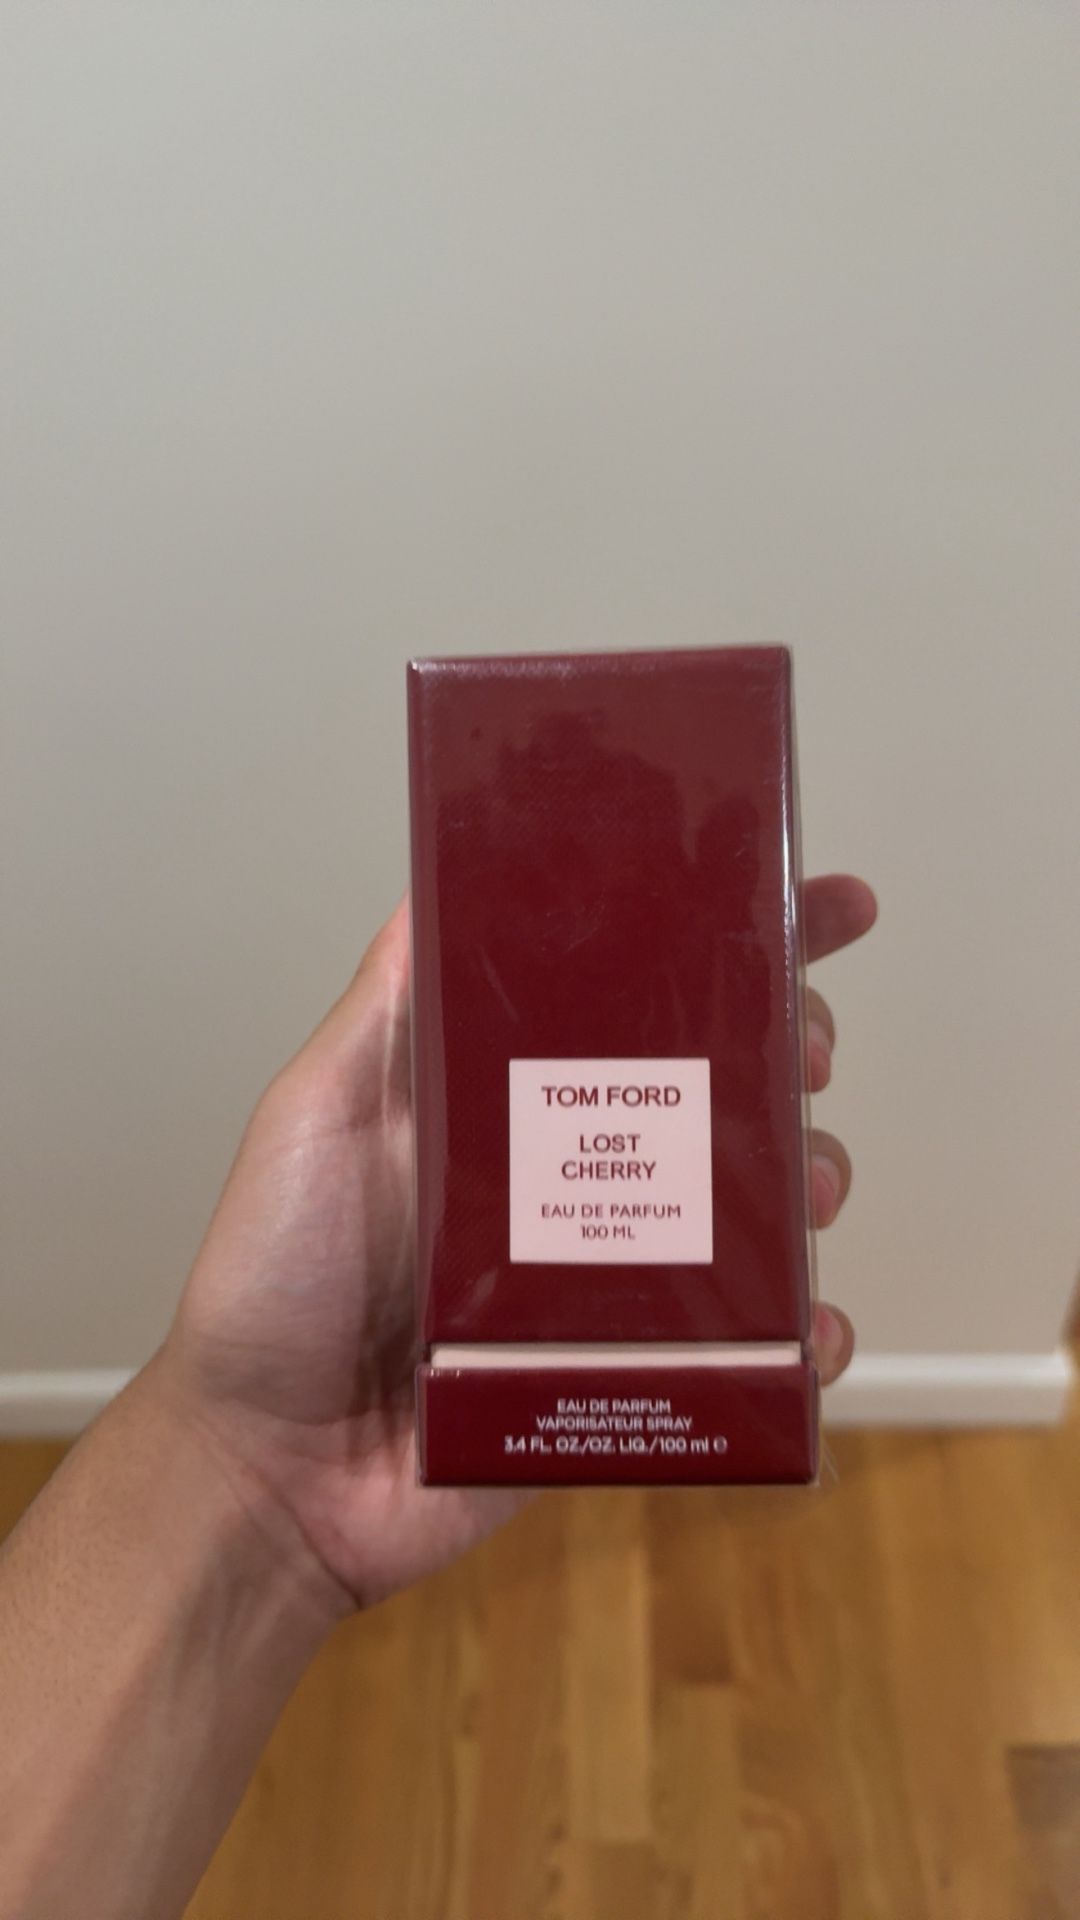 TOM FORD
LOST
CHERRY
EAU DE PARFUM
100 ML
EAU DE PARFUM
VAPORISATEUR SPRAY
3.4 FL. OZ./OZ. LIQ./100 ml ℮